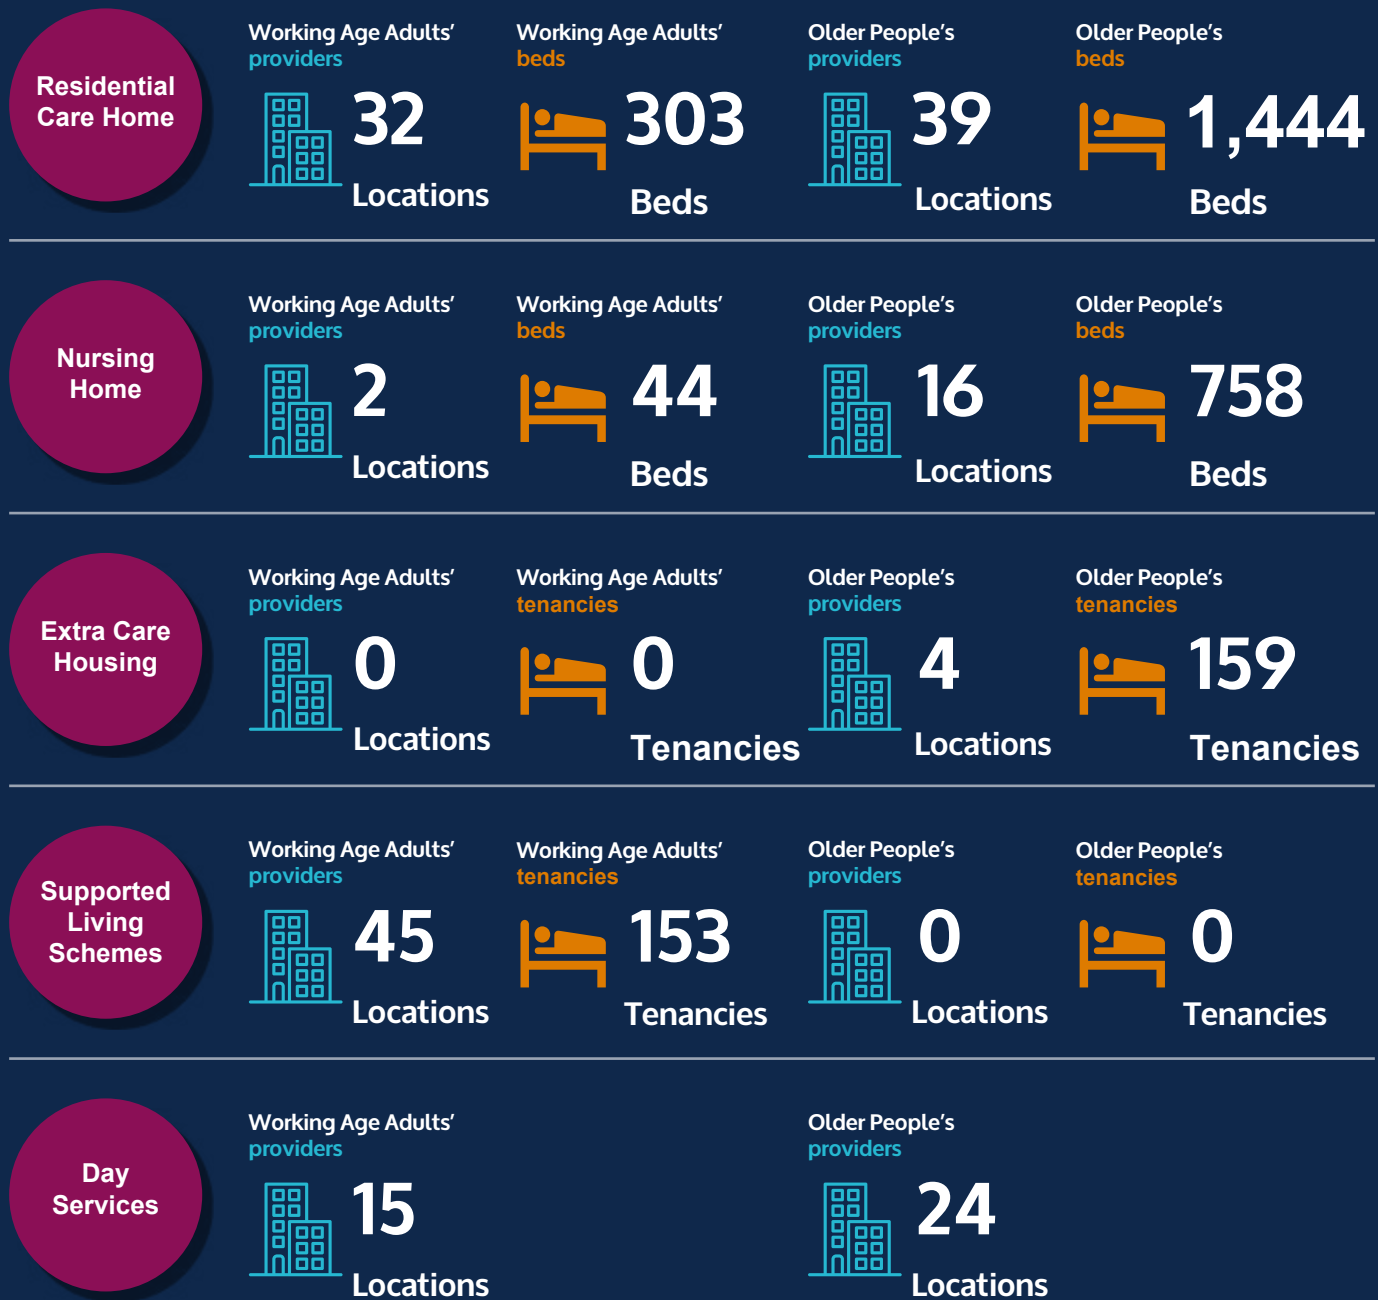 Residential
Care Home
Working Age Adults'
providers
32
Locations
Working Age Adults'
beds
303
Beds
Older People's
providers
39
Locations
Older People's
beds
1,444
Beds
Nursing
Home
Working Age Adults'
providers
2
Locations
Working Age Adults'
beds
44
Beds
Older People's
providers
16
Locations
Older People's
beds
758
Beds
Extra Care
Housing
Working Age Adults'
providers
0
Locations
Working Age Adults'
tenancies
0
Tenancies
Older People's
providers
4
Locations
Older People's
tenancies
159
Tenancies
Supported
Living
Schemes
Working Age Adults'
providers
45
Locations
Working Age Adults'
tenancies
153
Tenancies
Older People's
providers
0
Locations
Older People's
tenancies
0
Tenancies
Day
Services
Working Age Adults'
providers
15
Locations
Older People's
providers
24
Locations